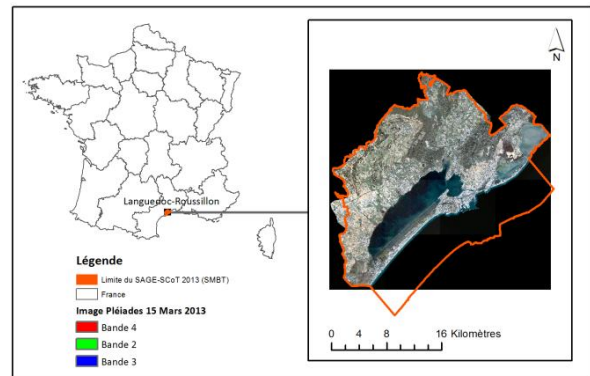 Languedoc-Roussillon
Légende
Limite du SAGE-SCoT 2013 (SMBT)
France
Image Pléiades 15 Mars 2013
Bande 4
Bande 2
Bande 3
N
0 4 8 16 Kilomètres